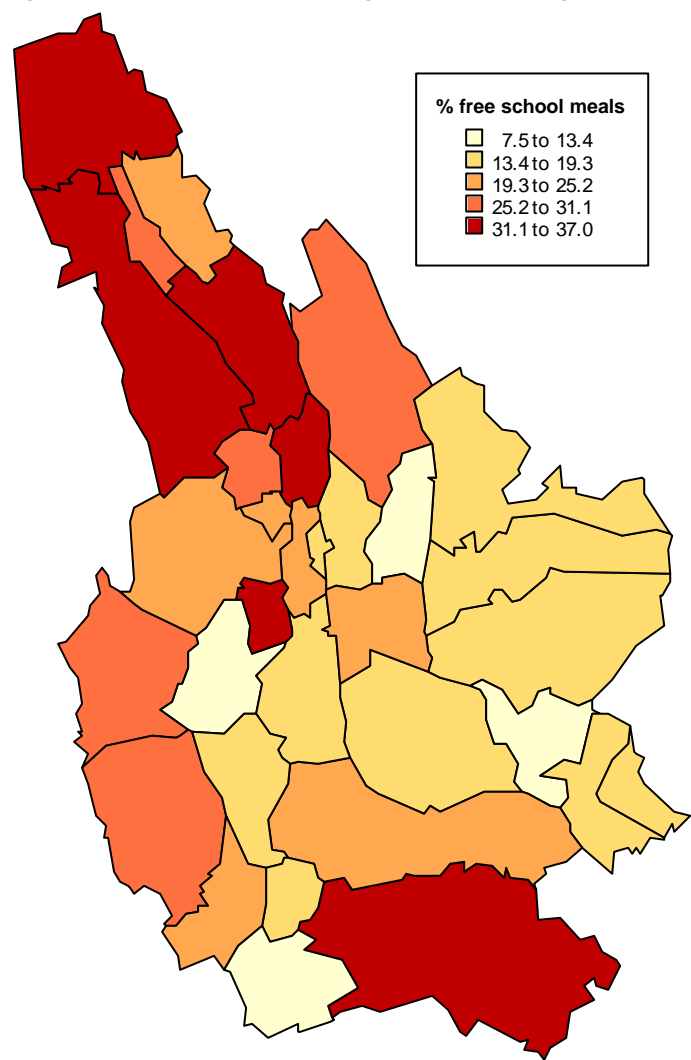 % free school meals
7.5 to 13.4
13.4 to 19.3
19.3 to 25.2
25.2 to 31.1
31.1 to 37.0